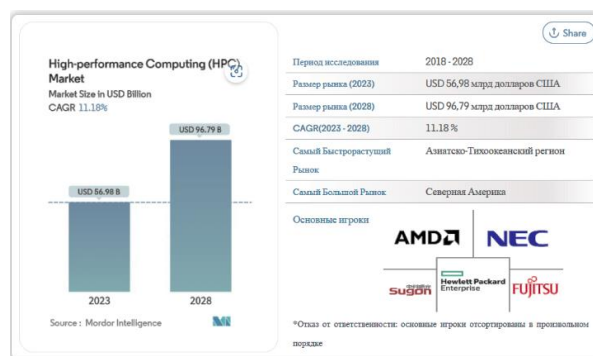 Share
High-performance Computing (HPC)
Market
Market Size in USD Billion
CAGR 11.18%
USD 96.79 B
USD 56.98 B
2023
2028
Source : Mordor Intelligence
Период исследования
2018 - 2028
Размер рынка (2023)
USD 56,98 млрд долларов США
Размер рынка (2028)
USD 96,79 млрд долларов США
CAGR(2023 - 2028)
11.18 %
Самый Быстрорастущий
Рынок
Азиатско-Тихоокеанский регион
Самый Большой Рынок
Северная Америка
Основные игроки
AMD
NEC
Sugon
Hewlett Packard
Enterprise
FUJITSU
*Отказ от ответственности: основные игроки отсортированы в произвольном
порядке